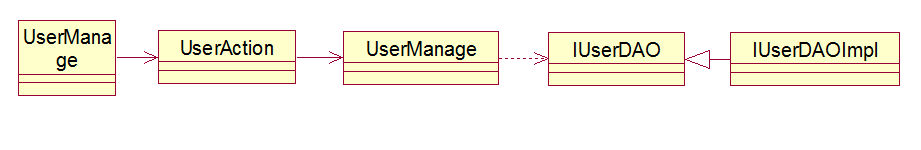 UserMana
ge
UserAction
UserManage
IUserDAO
IUserDAOImpl